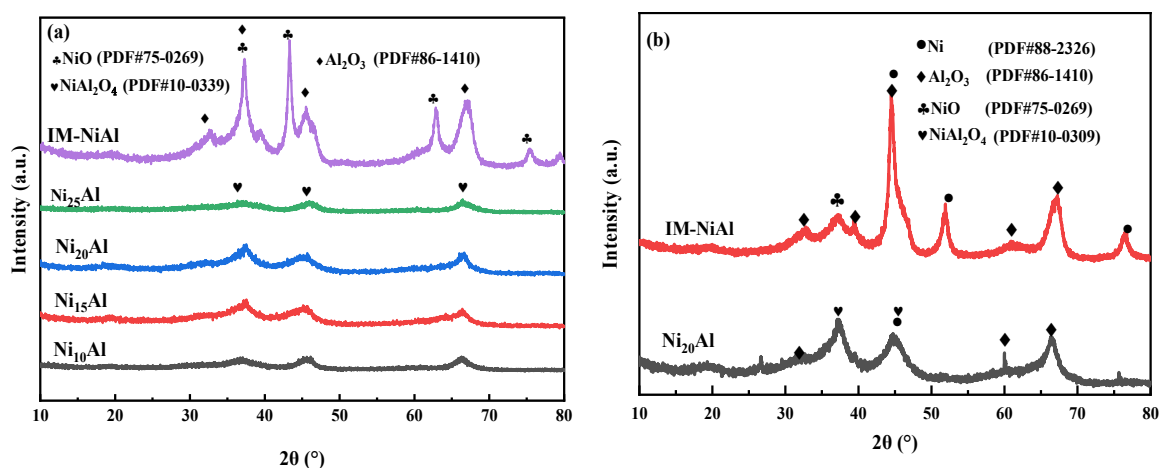 (a)
♣NiO (PDF#75-0269)
♦Al₂O₃ (PDF#86-1410)
♥NiAl₂O₄ (PDF#10-0339)
IM-NiAl
Ni₂₅Al
Ni₂₀Al
Ni₁₅Al
Ni₁₀Al
Intensity (a.u.)
10 20 30 40 50 60 70 80
2θ (°)
(b)
●Ni (PDF#88-2326)
♦Al₂O₃ (PDF#86-1410)
♣NiO (PDF#75-0269)
♥NiAl₂O₄ (PDF#10-0309)
IM-NiAl
Ni₂₀Al
Intensity (a.u.)
10 20 30 40 50 60 70 80
2θ (°)